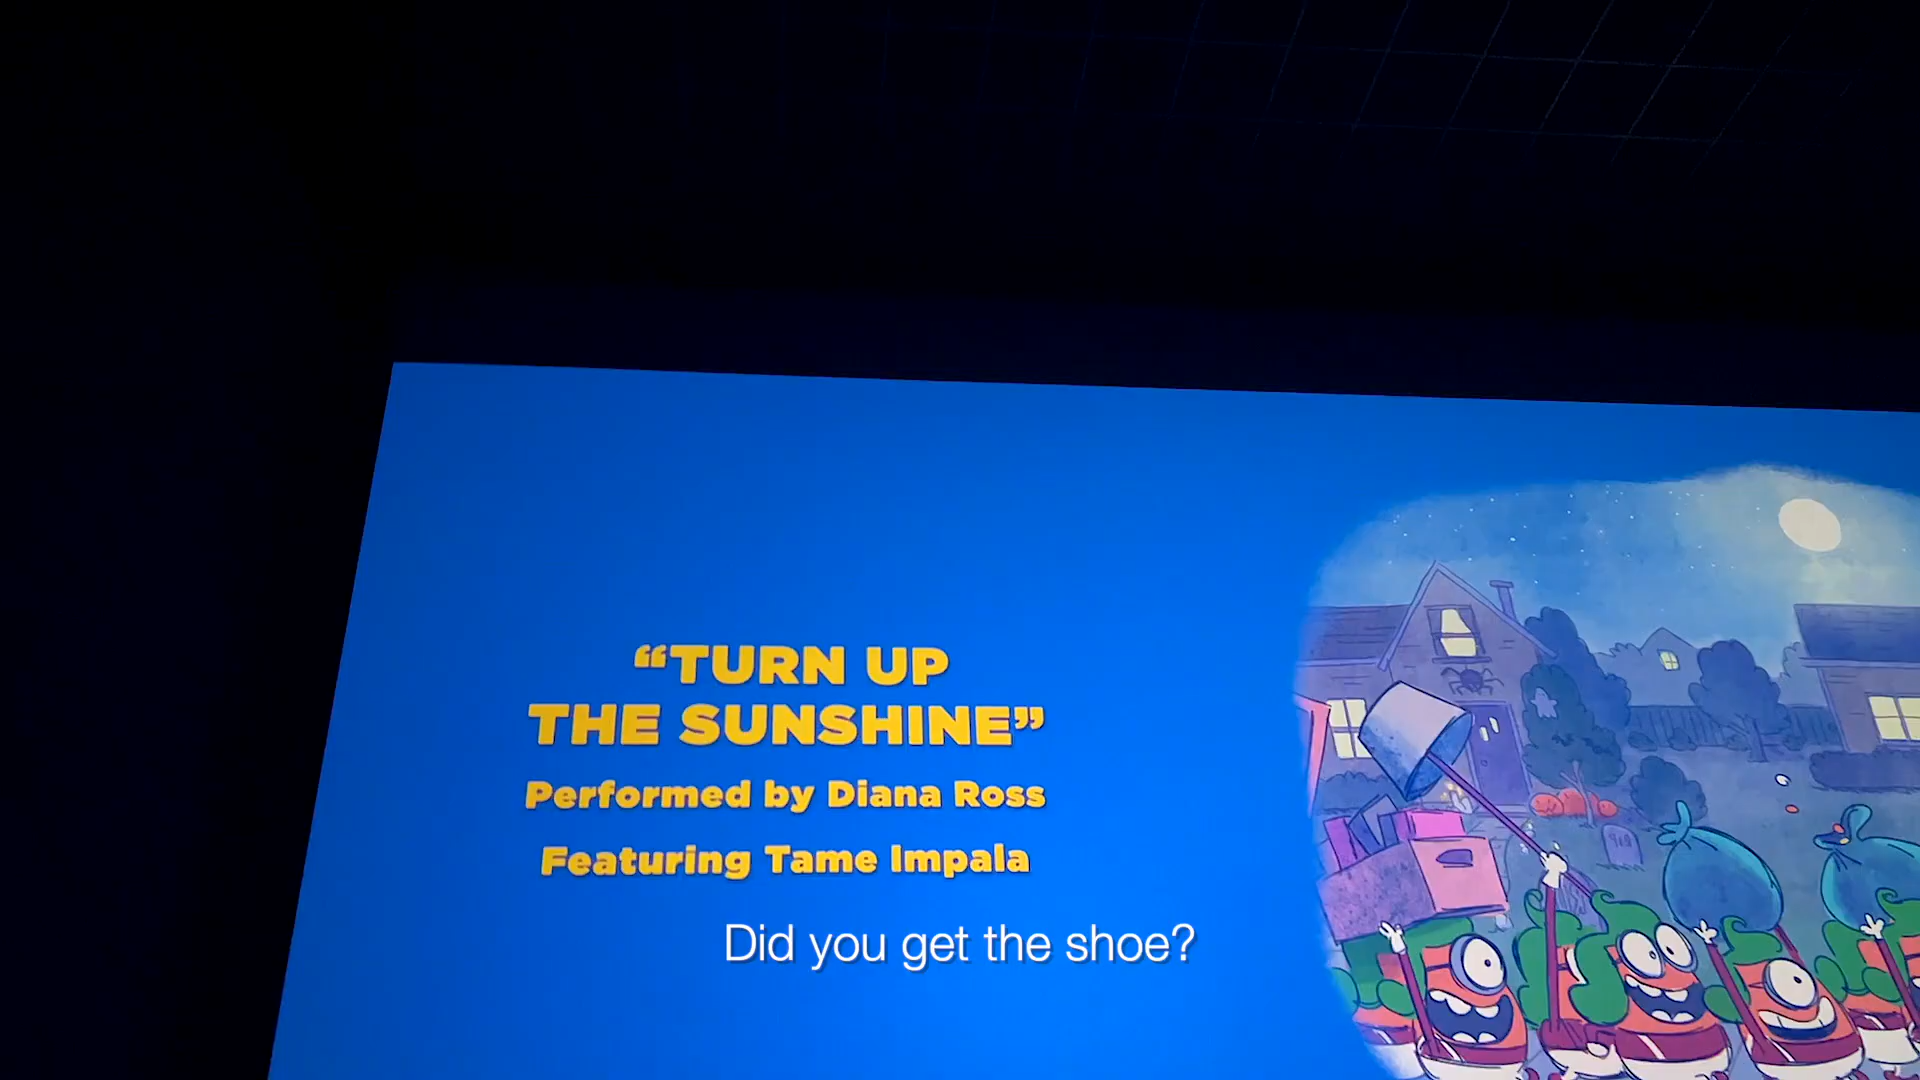 “TURN UP
THE SUNSHINE”
Performed by Diana Ross
Featuring Tame Impala
Did you get the shoe?